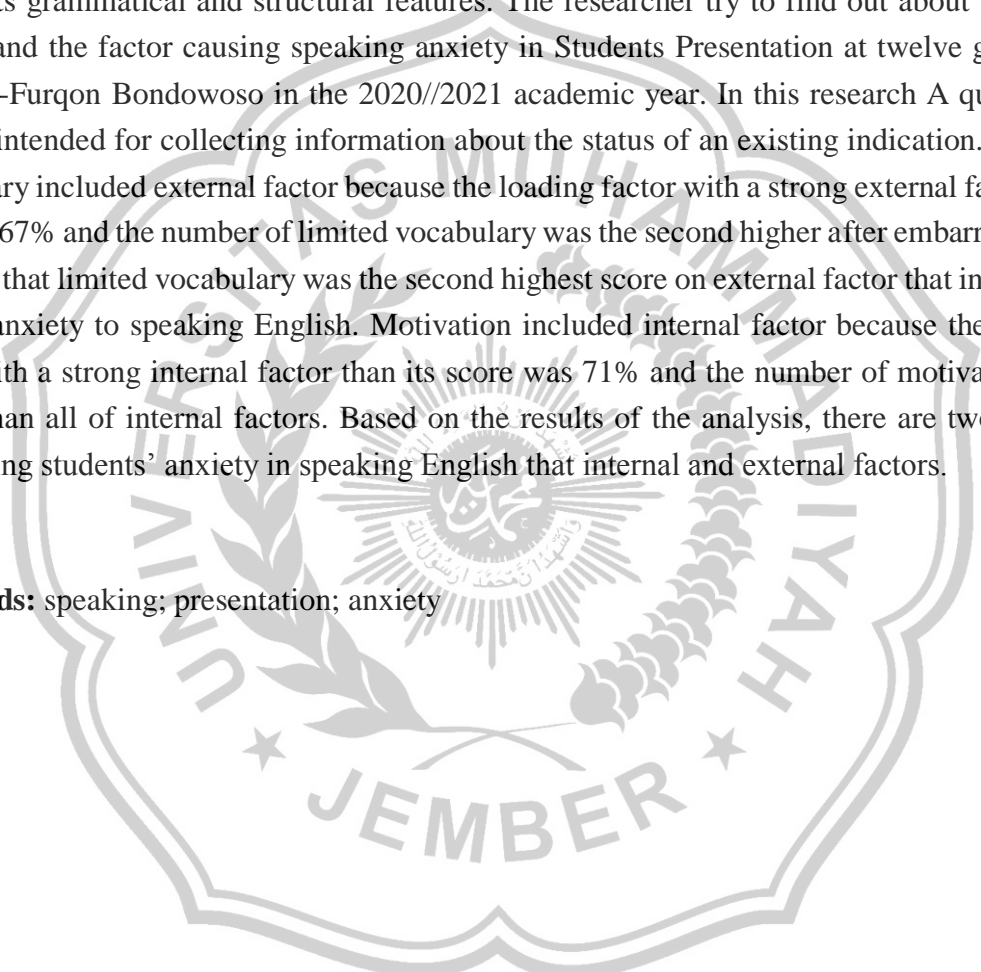 ts grammatical and structural features. The researcher try to find out about
and the factor causing speaking anxiety in Students Presentation at twelve g
-Furqon Bondowoso in the 2020//2021 academic year. In this research A qu
intended for collecting information about the status of an existing indication.
ary included external factor because the loading factor with a strong external fa
67% and the number of limited vocabulary was the second higher after embarr
that limited vocabulary was the second highest score on external factor that in
anxiety to speaking English. Motivation included internal factor because the
ith a strong internal factor than its score was 71% and the number of motiva
han all of internal factors. Based on the results of the analysis, there are tw
ing students’ anxiety in speaking English that internal and external factors.
ds: speaking; presentation; anxiety
UNIVERSITAS MUHAMMADIYAH
JEMBER